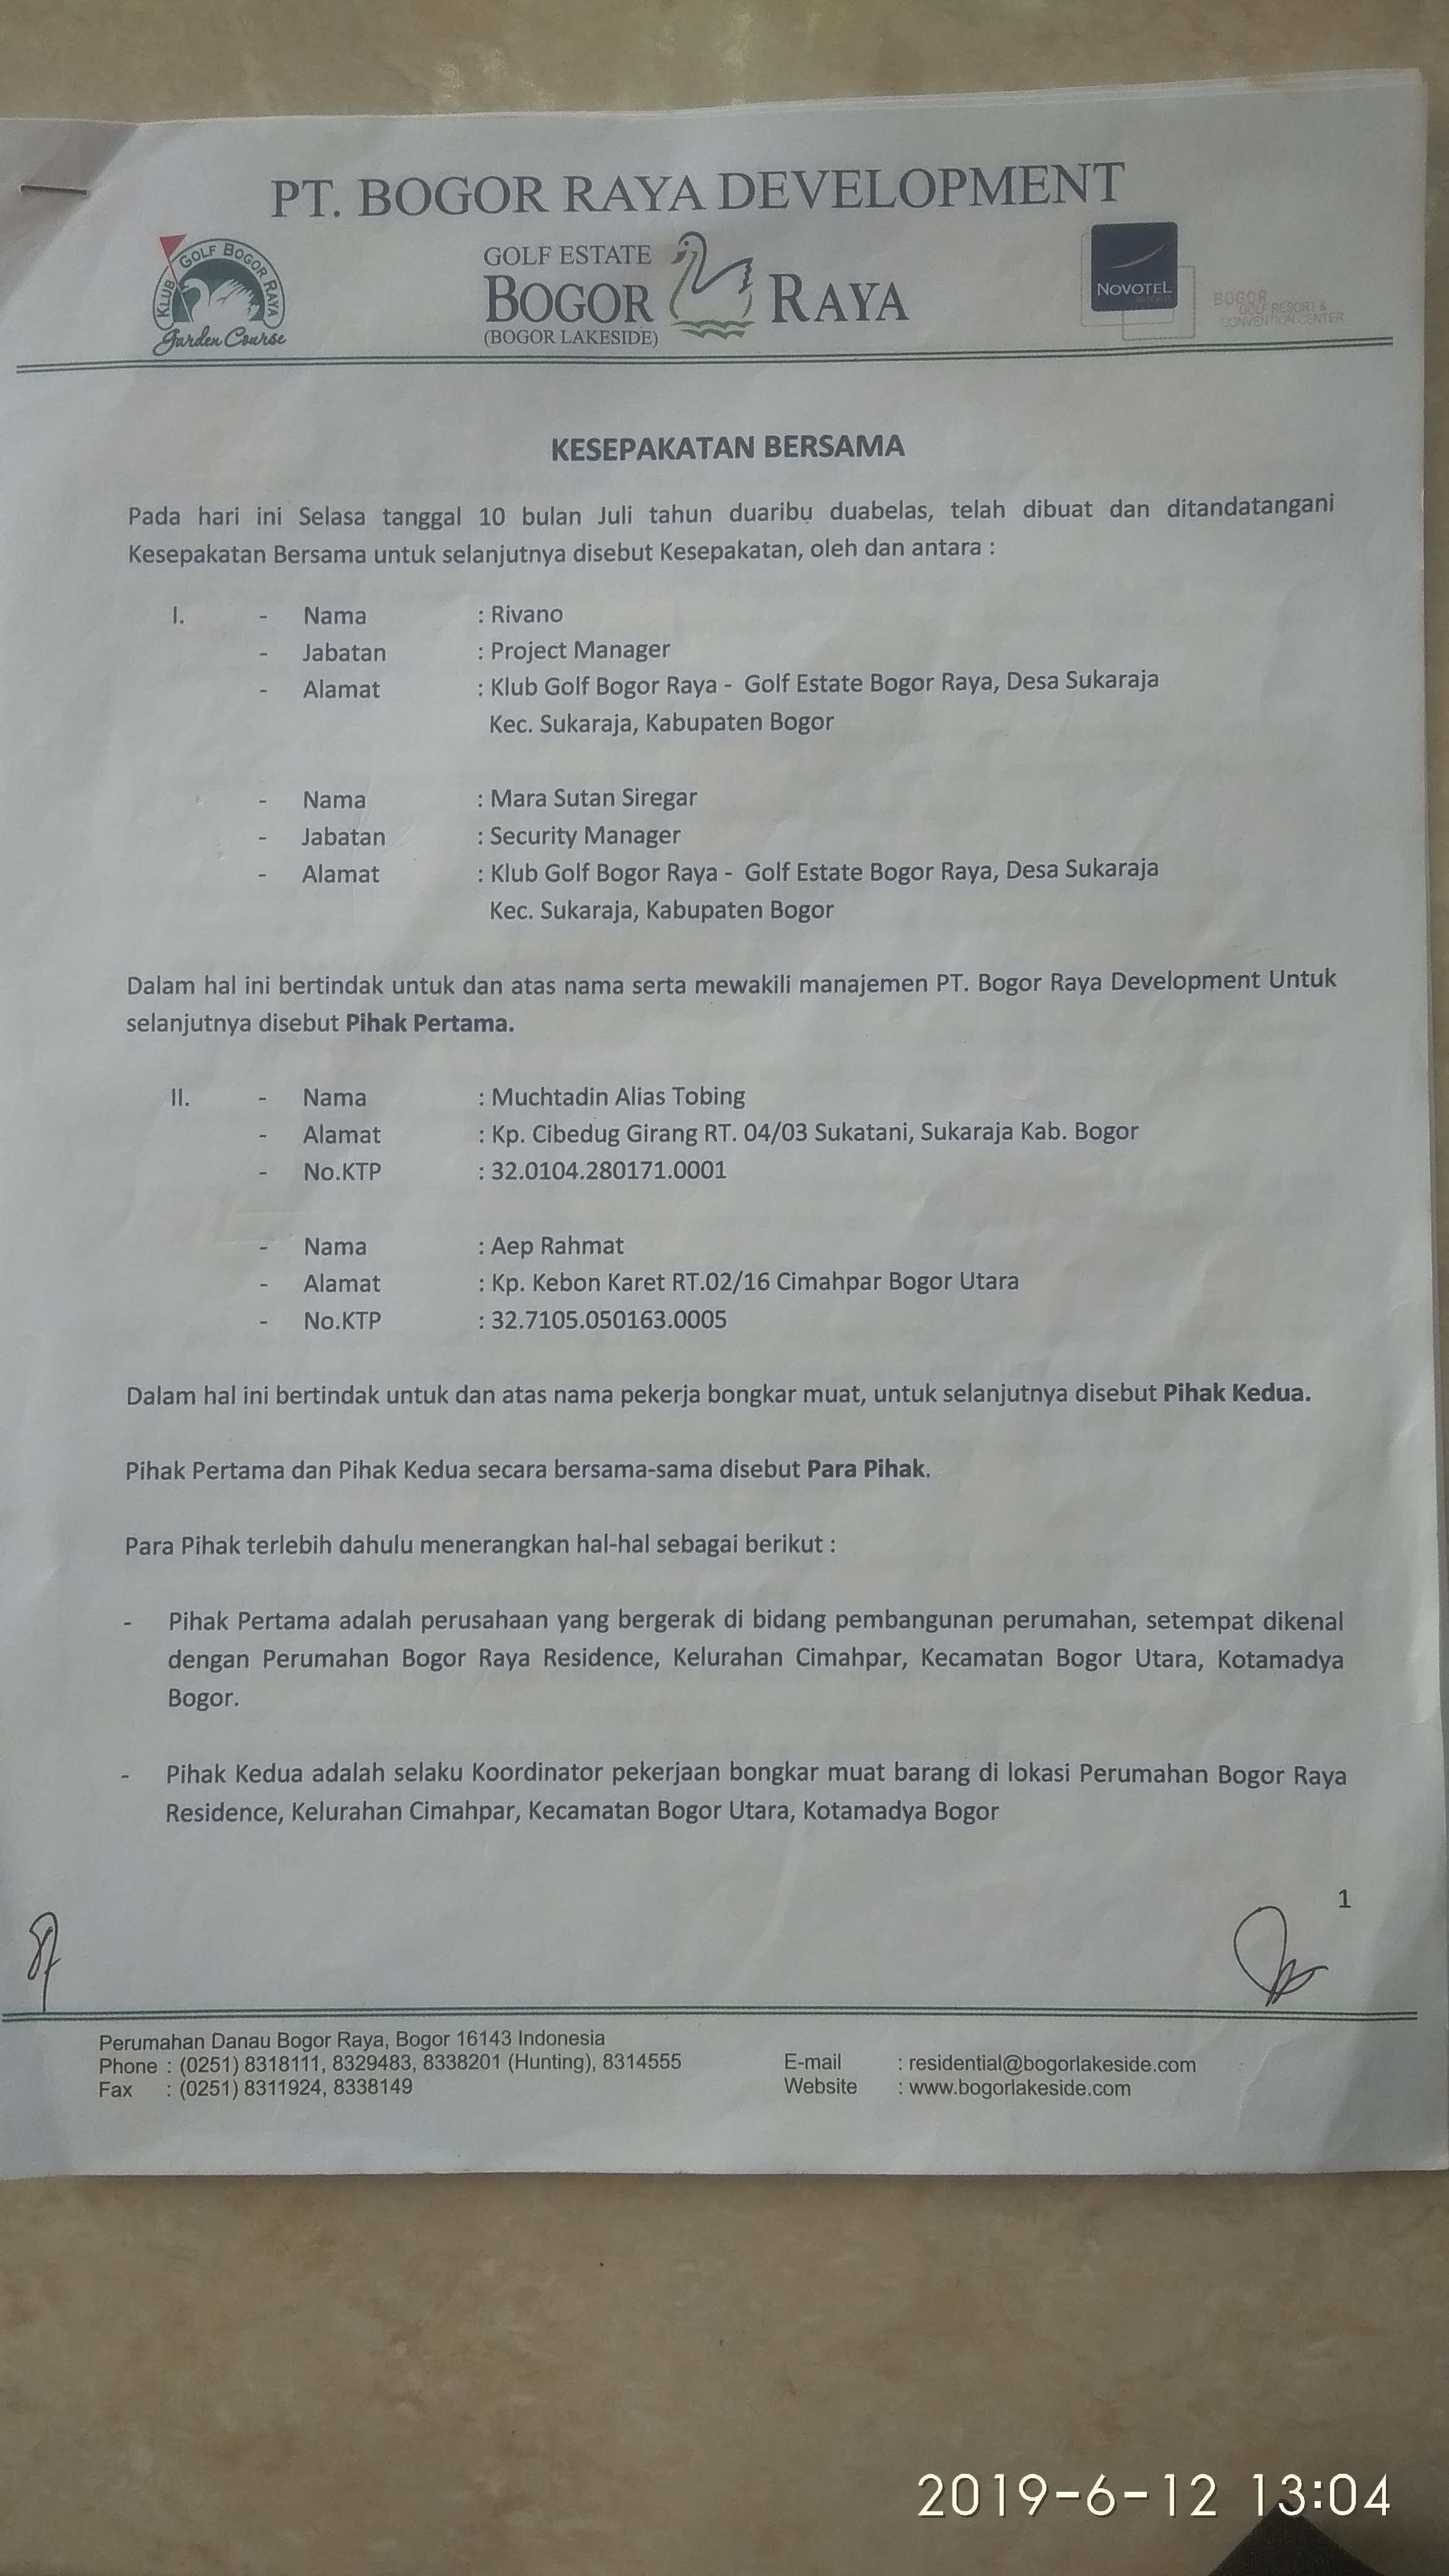 PT. BOGOR RAYA DEVELOPMENT
KLUB GOLF BOGOR RAYA
Garden Course
GOLF ESTATE
BOGOR RAYA
(BOGOR LAKESIDE)
NOVOTEL
BOGOR
GOLF RESORT &
CONVENTION CENTER
KESEPAKATAN BERSAMA
Pada hari ini Selasa tanggal 10 bulan Juli tahun duaribu duabelas, telah dibuat dan ditandatangani
Kesepakatan Bersama untuk selanjutnya disebut Kesepakatan, oleh dan antara :
I. - Nama : Rivano
- Jabatan : Project Manager
- Alamat : Klub Golf Bogor Raya - Golf Estate Bogor Raya, Desa Sukaraja
Kec. Sukaraja, Kabupaten Bogor
- Nama : Mara Sutan Siregar
- Jabatan : Security Manager
- Alamat : Klub Golf Bogor Raya - Golf Estate Bogor Raya, Desa Sukaraja
Kec. Sukaraja, Kabupaten Bogor
Dalam hal ini bertindak untuk dan atas nama serta mewakili manajemen PT. Bogor Raya Development Untuk
selanjutnya disebut Pihak Pertama.
II. - Nama : Muchtadin Alias Tobing
- Alamat : Kp. Cibedug Girang RT. 04/03 Sukatani, Sukaraja Kab. Bogor
- No.KTP : 32.0104.280171.0001
- Nama : Aep Rahmat
- Alamat : Kp. Kebon Karet RT.02/16 Cimahpar Bogor Utara
- No.KTP : 32.7105.050163.0005
Dalam hal ini bertindak untuk dan atas nama pekerja bongkar muat, untuk selanjutnya disebut Pihak Kedua.
Pihak Pertama dan Pihak Kedua secara bersama-sama disebut Para Pihak.
Para Pihak terlebih dahulu menerangkan hal-hal sebagai berikut :
- Pihak Pertama adalah perusahaan yang bergerak di bidang pembangunan perumahan, setempat dikenal
dengan Perumahan Bogor Raya Residence, Kelurahan Cimahpar, Kecamatan Bogor Utara, Kotamadya
Bogor.
- Pihak Kedua adalah selaku Koordinator pekerjaan bongkar muat barang di lokasi Perumahan Bogor Raya
Residence, Kelurahan Cimahpar, Kecamatan Bogor Utara, Kotamadya Bogor
1
Perumahan Danau Bogor Raya, Bogor 16143 Indonesia
Phone : (0251) 8318111, 8329483, 8338201 (Hunting), 8314555
Fax : (0251) 8311924, 8338149
E-mail : residential@bogorlakeside.com
Website : www.bogorlakeside.com
2019-6-12 13:04